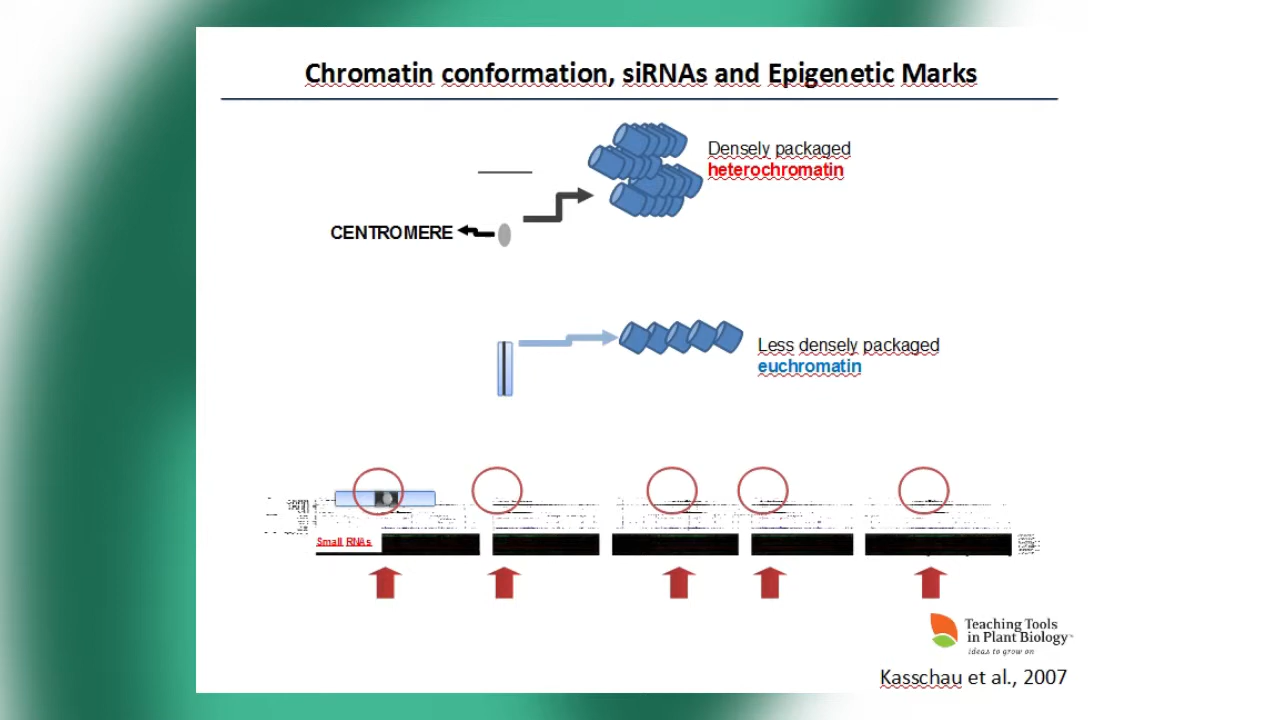 Chromatin conformation, siRNAs and Epigenetic Marks
Densely packaged
heterochromatin
CENTROMERE
Less densely packaged
euchromatin
Small RNAs
Teaching Tools
in Plant Biology™
ideas to grow on
Kasschau et al., 2007